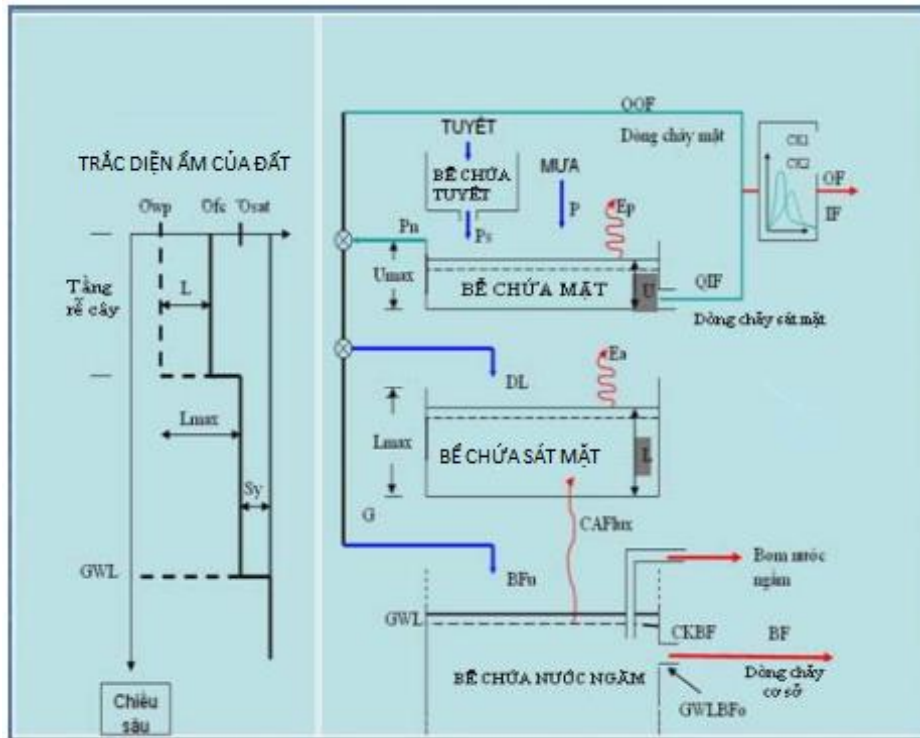 TRẮC DIỆN ẨM CỦA ĐẤT
Θwp
Θfc
Θsat
Tầng
rễ cây
L
Lmax
Sy
GWL
Chiều
sâu
QOF
Dòng chảy mặt
TUYẾT
BỂ CHỨA
TUYẾT
MƯA
P
Ps
Pn
Ep
Umax
BỂ CHỨA MẶT
U
QIF
Dòng chảy sát mặt
CK1
CK2
OF
IF
DL
Ea
Lmax
BỂ CHỨA SÁT MẶT
L
G
CAFlux
BFu
GWL
Bơm nước
ngầm
CKBF
BF
Dòng chảy
cơ sở
BỂ CHỨA NƯỚC NGẦM
GWLBFo